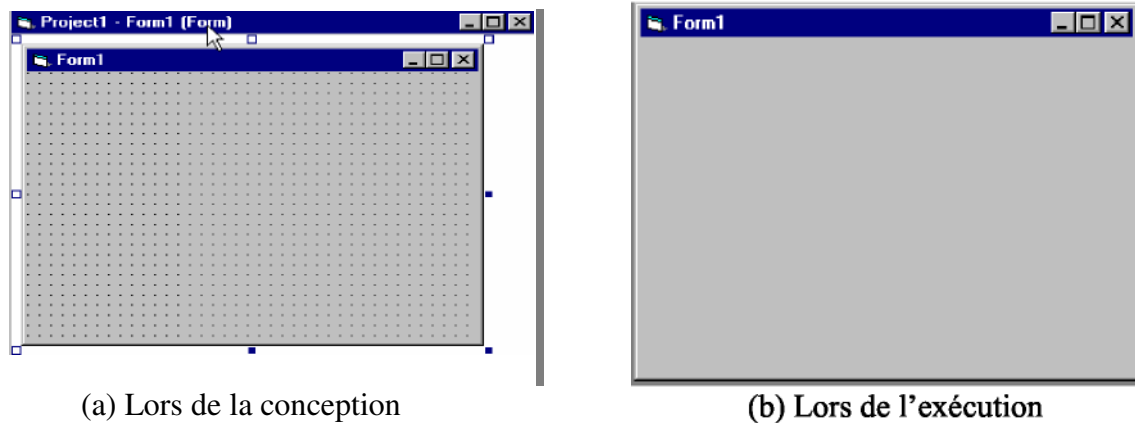 Project1 - Form1 (Form)
Form1
Form1
(a) Lors de la conception
(b) Lors de l'exécution